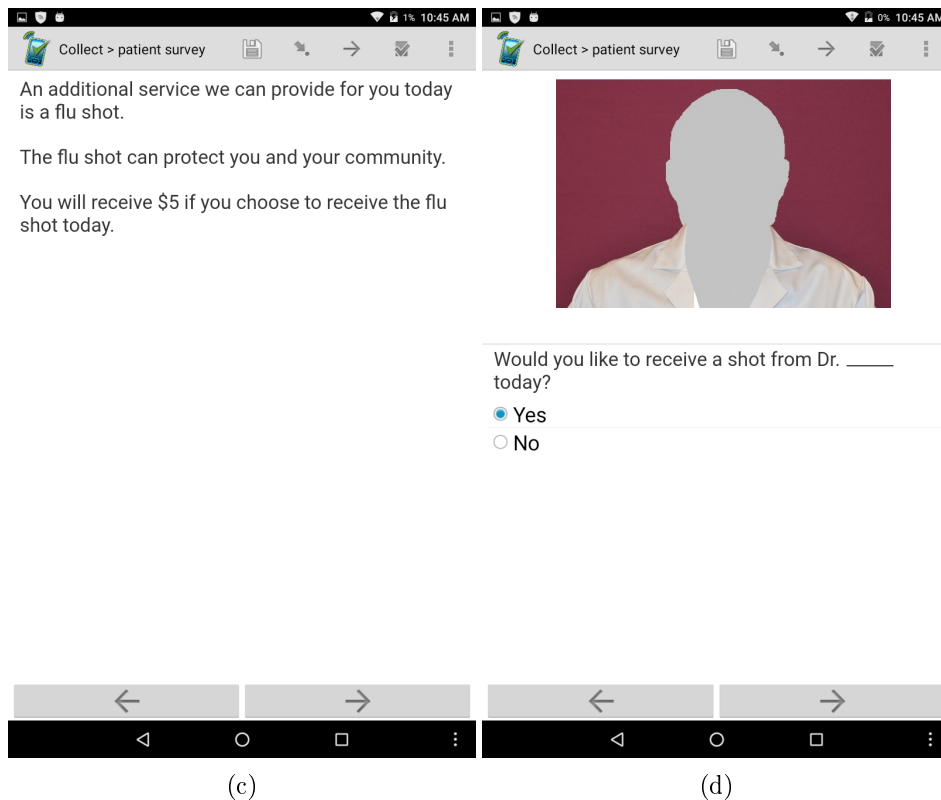 1% 10:45 AM
Collect > patient survey
An additional service we can provide for you today
is a flu shot.
The flu shot can protect you and your community.
You will receive $5 if you choose to receive the flu
shot today.
(c)
0% 10:45 AM
Collect > patient survey
Would you like to receive a shot from Dr. _____
today?
Yes
No
(d)